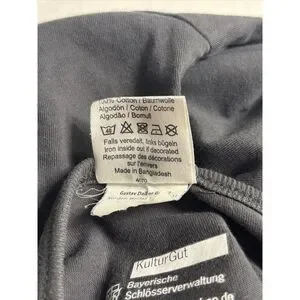 100% Cotton / Baumwolle
Algodón / Coton / Cotone
Algodão / Bomull
Falls veredelt, links bügeln
iron inside out if decorated
Repassage des décorations
sur l'envers
Made in Bangladesh
Gustav
KulturGut
Bayerische
Schlösserverwaltung